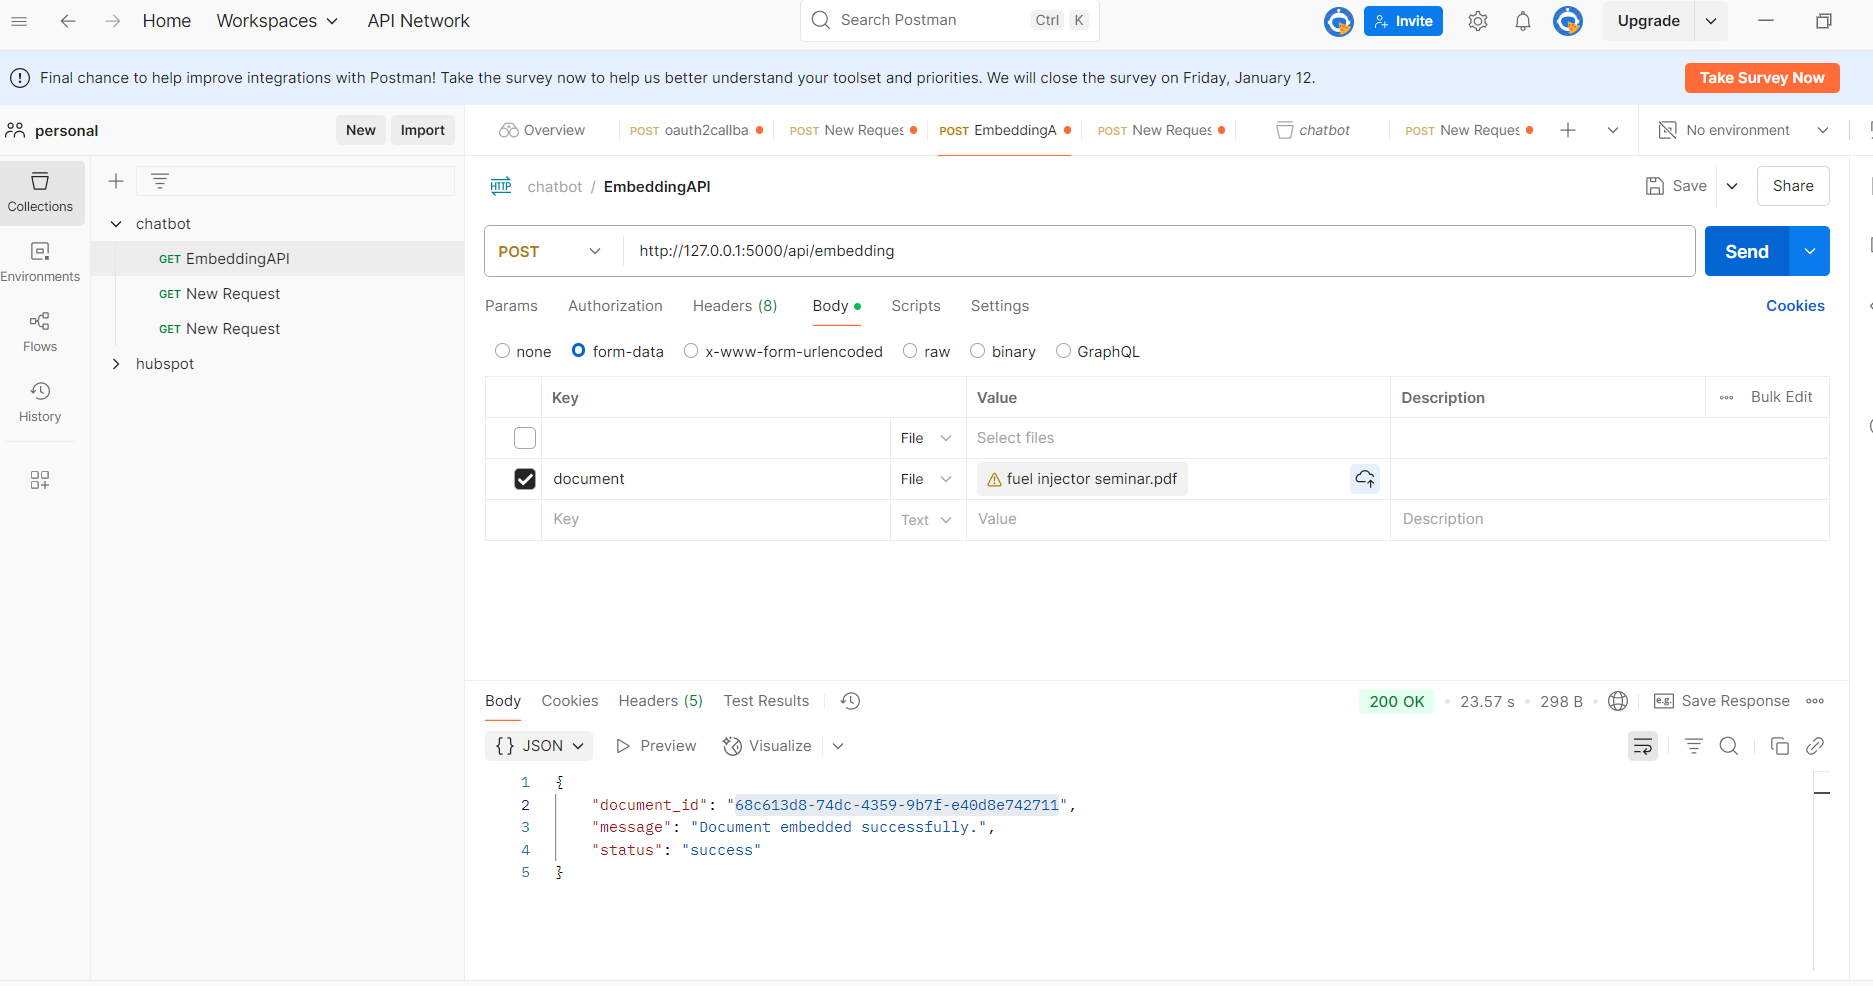 Home Workspaces API Network Search Postman Ctrl K Invite Upgrade
Final chance to help improve integrations with Postman! Take the survey now to help us better understand your toolset and priorities. We will close the survey on Friday, January 12. Take Survey Now
personal New Import Overview POST oauth2callba POST New Reques POST EmbeddingA POST New Reques chatbot POST New Reques No environment
Collections
Environments
Flows
History
chatbot
GET EmbeddingAPI
GET New Request
GET New Request
hubspot
HTTP chatbot / EmbeddingAPI Save Share
POST http://127.0.0.1:5000/api/embedding Send
Params Authorization Headers (8) Body Scripts Settings Cookies
none form-data x-www-form-urlencoded raw binary GraphQL
Key Value Description Bulk Edit
File Select files
document File fuel injector seminar.pdf
Key Text Value Description
Body Cookies Headers (5) Test Results 200 OK 23.57 s 298 B e.g. Save Response
{} JSON Preview Visualize
1 {
2 "document_id": "68c613d8-74dc-4359-9b7f-e40d8e742711",
3 "message": "Document embedded successfully.",
4 "status": "success"
5 }